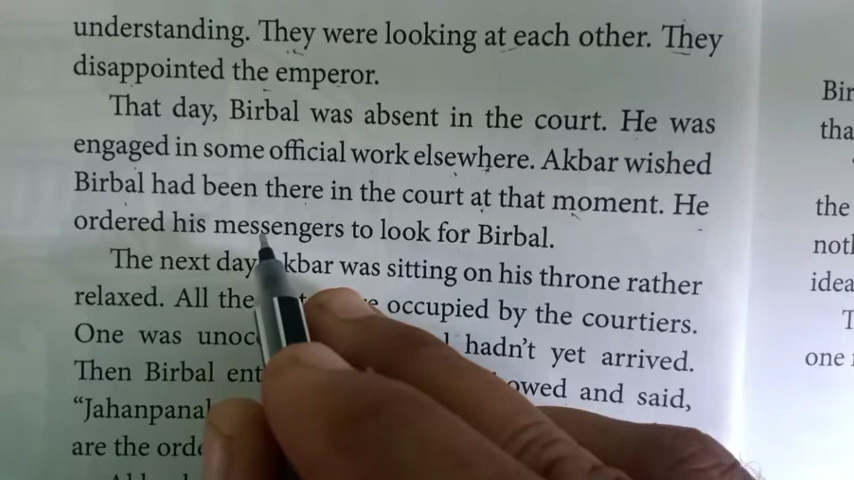 understanding. They were looking at each other. They
disappointed the emperor.
That day, Birbal was absent in the court. He was
engaged in some official work elsewhere. Akbar wished
Birbal had been there in the court at that moment. He
ordered his messengers to look for Birbal.
The next day kbar was sitting on his throne rather
relaxed. All the occupied by the courtiers.
One was unoc hadn't yet arrived.
Then Birbal ent owed and said,
"Jahanpana
are the orde
Bir
tha
the
not
idea
one